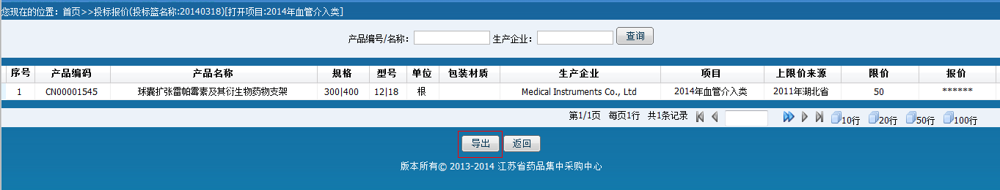 您现在的位置：首页>>投标报价(投标篮名称:20140318)[打开项目:2014年血管介入类]
产品编号/名称： 生产企业： 查询
序号 产品编码 产品名称 规格 型号 单位 包装材质 生产企业 项目 上限价来源 限价 报价
1 CN00001545 球囊扩张雷帕霉素及其衍生物药物支架 300|400 12|18 根 Medical Instruments Co., Ltd 2014年血管介入类 2011年湖北省 50 ******
第1/1页 每页1行 共1条记录 10行 20行 50行 100行
导出 返回
版本所有© 2013-2014 江苏省药品集中采购中心